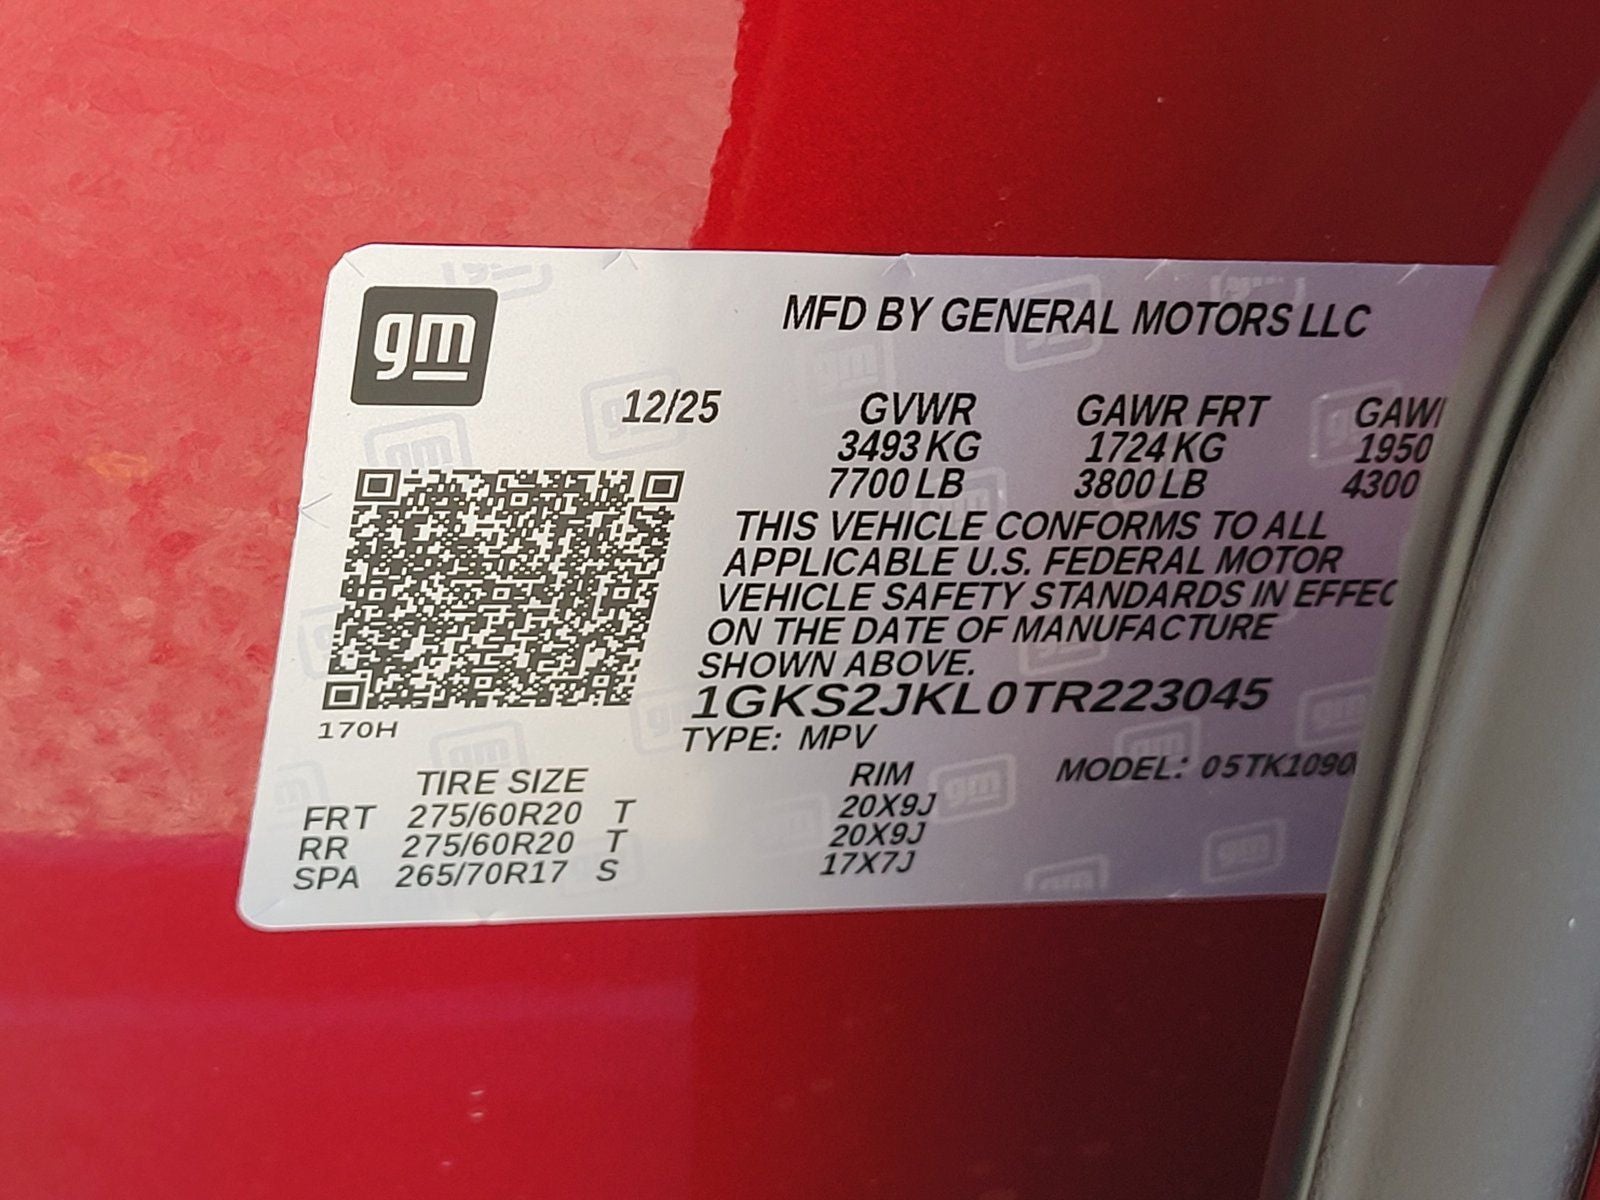 gm
MFD BY GENERAL MOTORS LLC
12/25 GVWR GAWR FRT
3493 KG 1724 KG 1950
7700 LB 3800 LB 4300
THIS VEHICLE CONFORMS TO ALL
APPLICABLE U.S. FEDERAL MOTOR
VEHICLE SAFETY STANDARDS IN EFFEC
ON THE DATE OF MANUFACTURE
SHOWN ABOVE.
1GKS2JKL0TR223045
170H
TYPE: MPV
TIRE SIZE RIM MODEL: 05TK1090
FRT 275/60R20 T 20X9J
RR 275/60R20 T 20X9J
SPA 265/70R17 S 17X7J